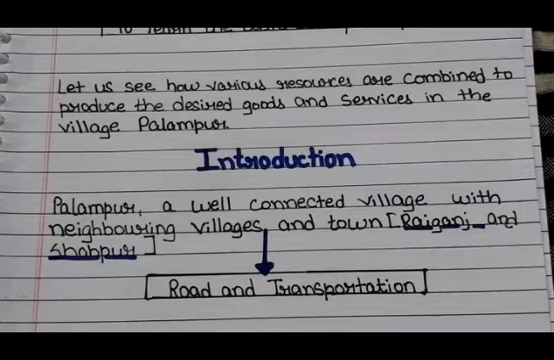 Let us see how various resources are combined to
produce the desired goods and services in the
village Palampur.
Introduction
Palampur, a well connected village with
neighbouring villages and town [Raiganj and
Shahpur]
Road and Transportation